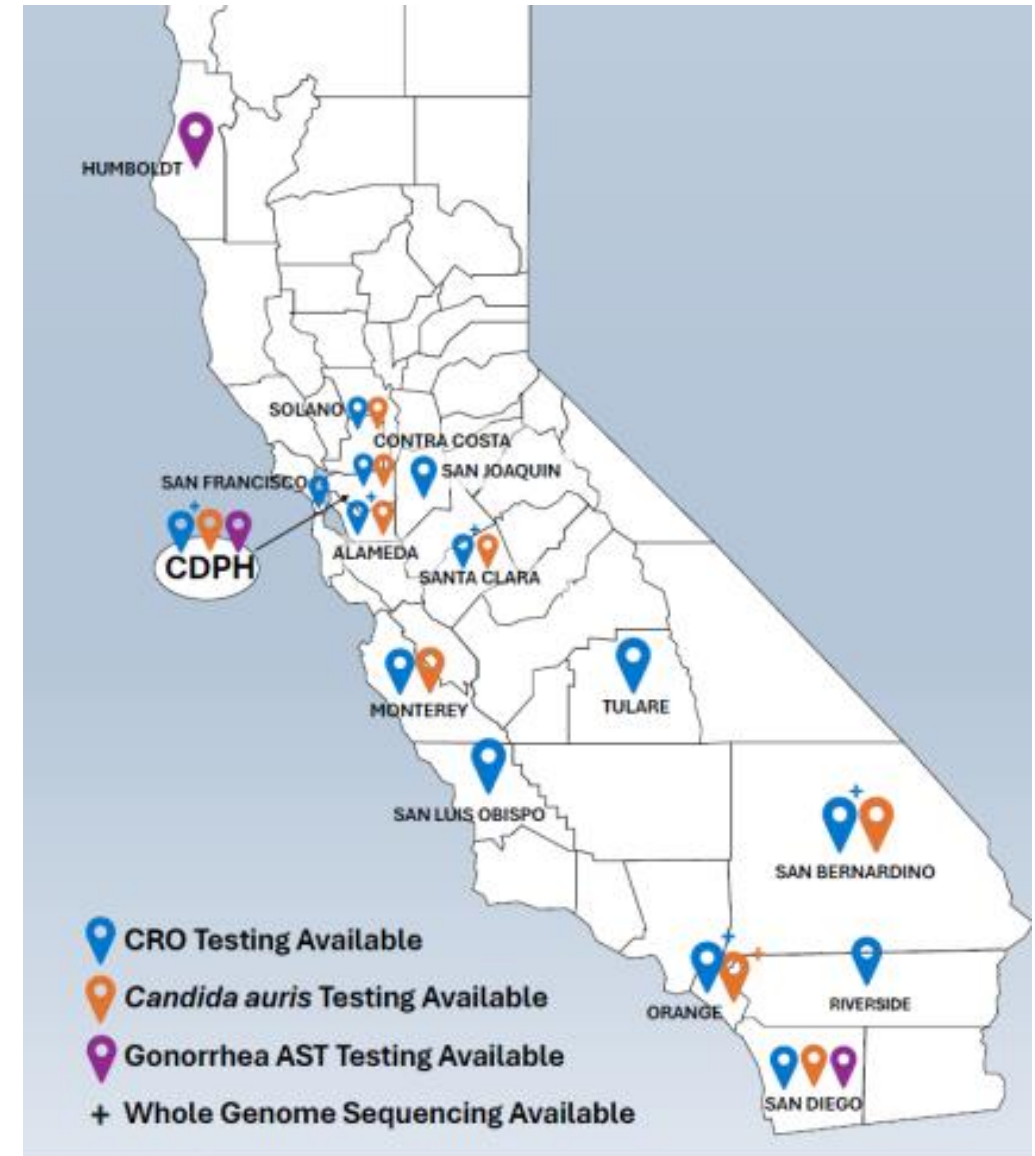 HUMBOLDT
SOLANO
CONTRA COSTA
SAN FRANCISCO
SAN JOAQUIN
CDPH
ALAMEDA
SANTA CLARA
MONTEREY
TULARE
SAN LUIS OBISPO
SAN BERNARDINO
ORANGE
RIVERSIDE
SAN DIEGO
CRO Testing Available
Candida auris Testing Available
Gonorrhea AST Testing Available
+ Whole Genome Sequencing Available